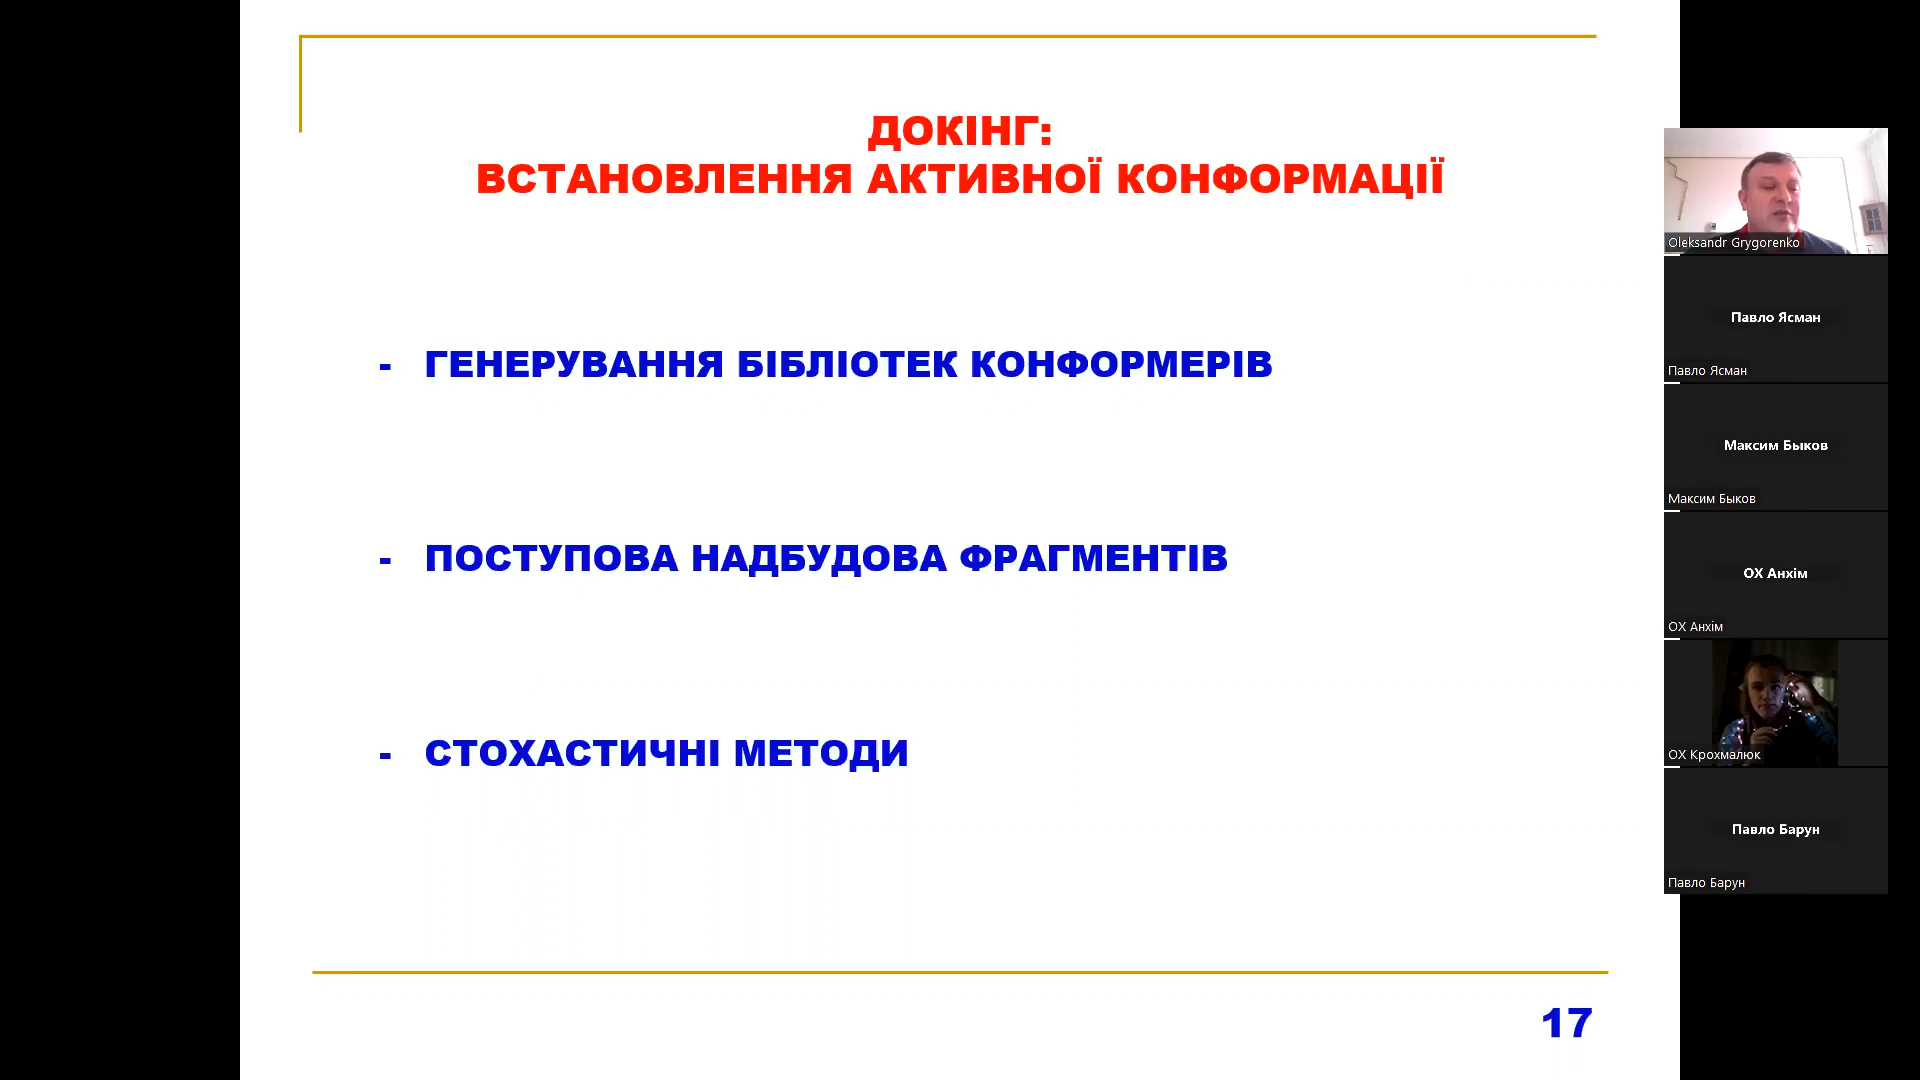 ДОКІНГ:
ВСТАНОВЛЕННЯ АКТИВНОЇ КОНФОРМАЦІЇ
- ГЕНЕРУВАННЯ БІБЛІОТЕК КОНФОРМЕРІВ
- ПОСТУПОВА НАДБУДОВА ФРАГМЕНТІВ
- СТОХАСТИЧНІ МЕТОДИ
17
Oleksandr Grygorenko
Павло Ясман
Павло Ясман
Максим Быков
Максим Быков
ОХ Анхім
ОХ Анхім
ОХ Крохмалюк
Павло Барун
Павло Барун